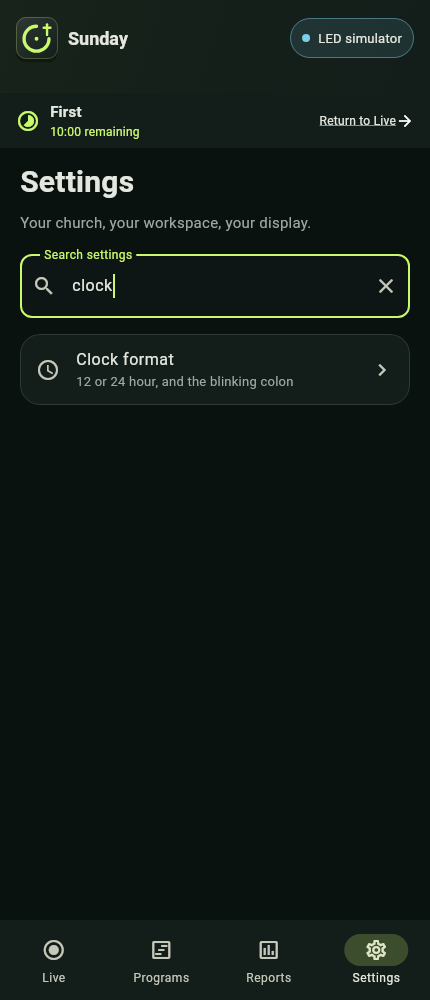 Sunday
LED simulator
First
10:00 remaining
Return to Live
Settings
Your church, your workspace, your display.
Search settings
clock
Clock format
12 or 24 hour, and the blinking colon
Live
Programs
Reports
Settings